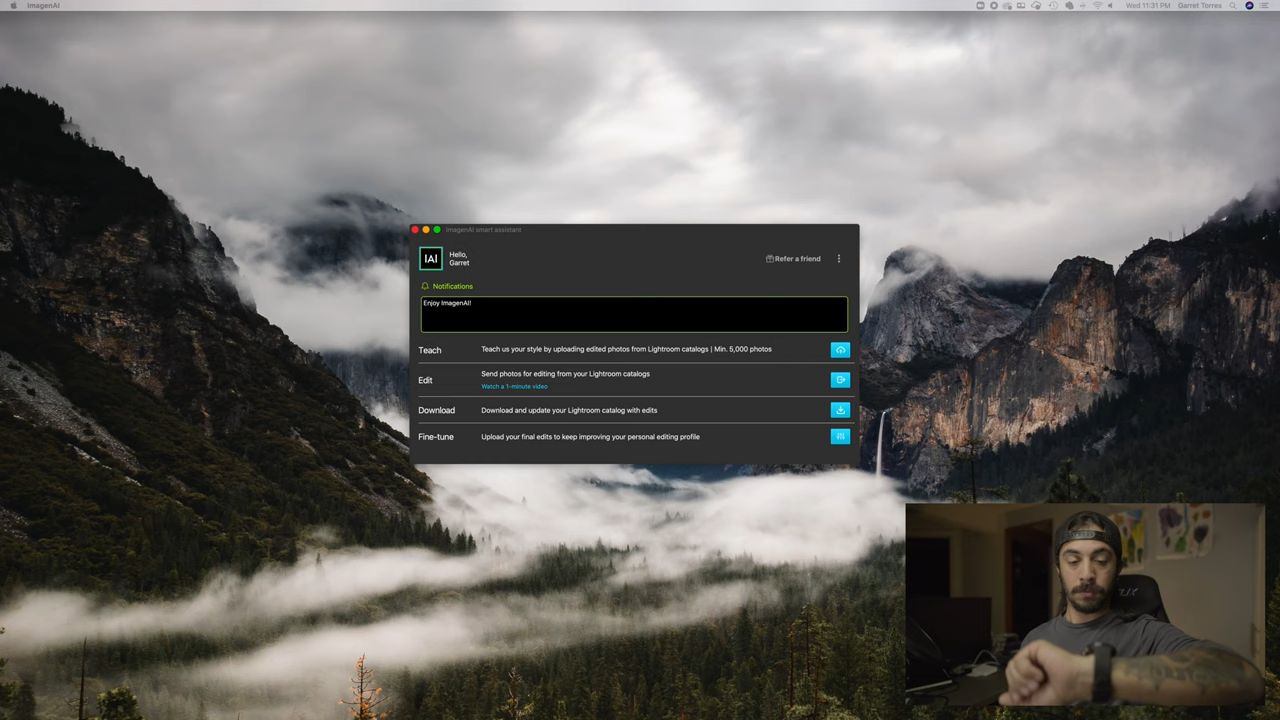 ImagenAI
Wed 11:31 PM Garret Torres
ImagenAI smart assistant
IAI
Hello,
Garret
Refer a friend
Notifications
Enjoy ImagenAI!
Teach
Teach us your style by uploading edited photos from Lightroom catalogs | Min. 5,000 photos
Edit
Send photos for editing from your Lightroom catalogs
Watch a 1-minute video
Download
Download and update your Lightroom catalog with edits
Fine-tune
Upload your final edits to keep improving your personal editing profile